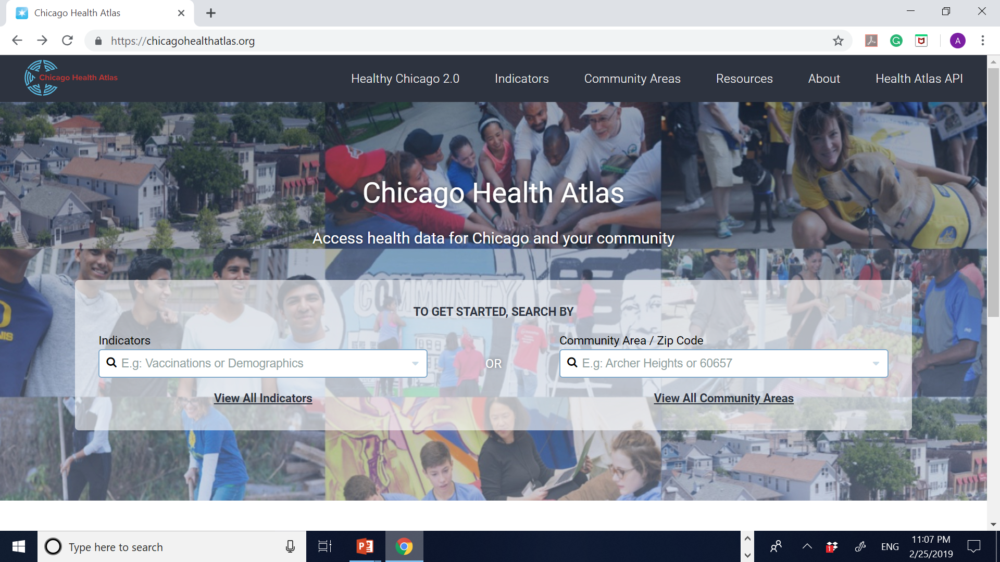 Chicago Health Atlas
https://chicagohealthatlas.org
A
Chicago Health Atlas
Healthy Chicago 2.0
Indicators
Community Areas
Resources
About
Health Atlas API
Chicago Health Atlas
Access health data for Chicago and your community
COMMUNITY
TO GET STARTED, SEARCH BY
Indicators
E.g: Vaccinations or Demographics
View All Indicators
OR
Community Area / Zip Code
E.g: Archer Heights or 60657
View All Community Areas
Type here to search
1
ENG
11:07 PM
2/25/2019